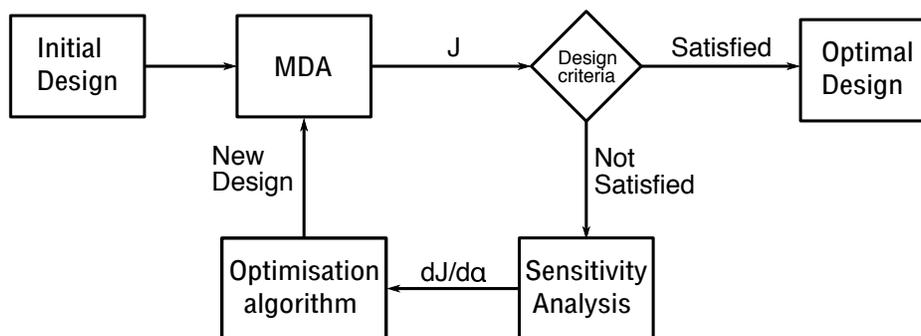 Initial
Design
MDA
J
Design
criteria
Satisfied
Optimal
Design
New
Design
Not
Satisfied
Optimisation
algorithm
dJ/dα
Sensitivity
Analysis